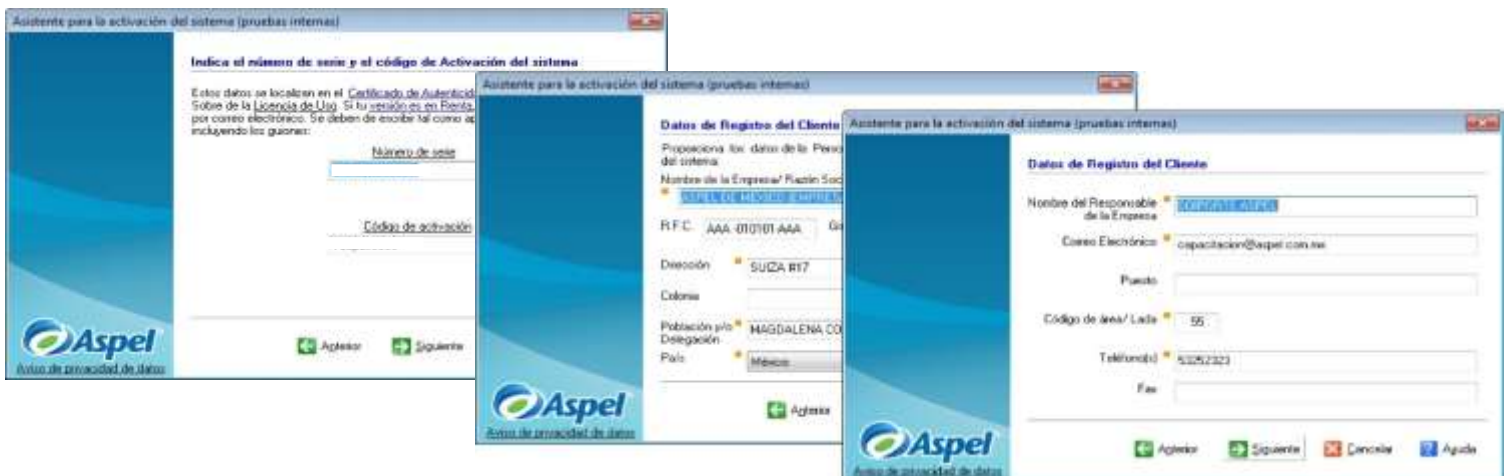 Asistente para la activación del sistema (pruebas internas)
Indica el número de serie y el código de Activación del sistema
Estos datos se localizan en el Certificado de Autenticid
Sobre de la Licencia de Uso. Si tu versión es en Renta,
por correo electrónico. Se deben de escribir tal como ap
incluyendo los guiones:
Número de serie
Código de activación
Anterior
Siguiente
Aspel
Aviso de privacidad de datos
Asistente para la activación del sistema (pruebas internas)
Datos de Registro del Cliente
Proporciona los datos de la Perso
del sistema
Nombre de la Empresa/ Razón Soc
ASPEL DE MÉXICO (EMPRESA
R.F.C. AAA -010101-AAA
Dirección SUIZA #17
Colonia
Población y/o Delegación MAGDALENA CO
País México
Anterior
Aspel
Aviso de privacidad de datos
Asistente para la activación del sistema (pruebas internas)
Datos de Registro del Cliente
Nombre del Responsable
de la Empresa
Correo Electrónico capacitacion@aspel.com.mx
Puesto
Código de área/ Lada 55
Teléfono(s) 53252323
Fax
Anterior Siguiente Cancelar Ayuda
Aspel
Aviso de privacidad de datos